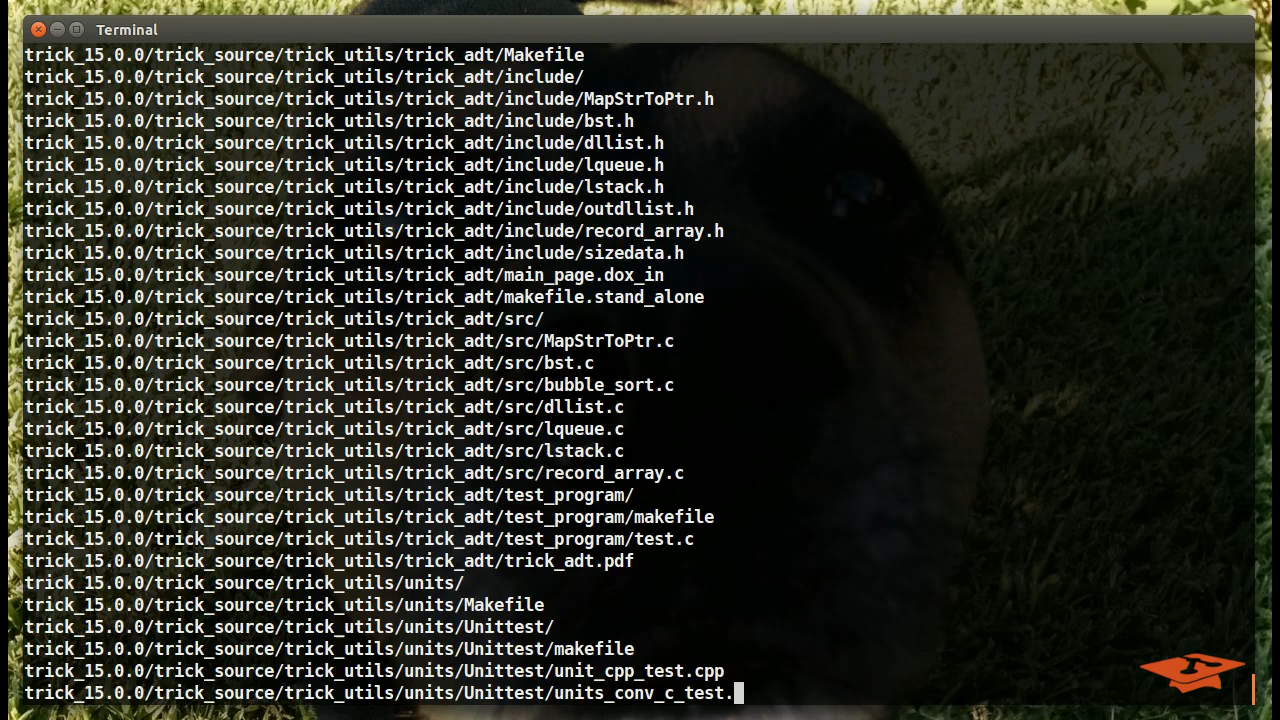 Terminal
trick_15.0.0/trick_source/trick_utils/trick_adt/Makefile
trick_15.0.0/trick_source/trick_utils/trick_adt/include/
trick_15.0.0/trick_source/trick_utils/trick_adt/include/MapStrToPtr.h
trick_15.0.0/trick_source/trick_utils/trick_adt/include/bst.h
trick_15.0.0/trick_source/trick_utils/trick_adt/include/dllist.h
trick_15.0.0/trick_source/trick_utils/trick_adt/include/lqueue.h
trick_15.0.0/trick_source/trick_utils/trick_adt/include/lstack.h
trick_15.0.0/trick_source/trick_utils/trick_adt/include/outdllist.h
trick_15.0.0/trick_source/trick_utils/trick_adt/include/record_array.h
trick_15.0.0/trick_source/trick_utils/trick_adt/include/sizedata.h
trick_15.0.0/trick_source/trick_utils/trick_adt/main_page.dox_in
trick_15.0.0/trick_source/trick_utils/trick_adt/makefile.stand_alone
trick_15.0.0/trick_source/trick_utils/trick_adt/src/
trick_15.0.0/trick_source/trick_utils/trick_adt/src/MapStrToPtr.c
trick_15.0.0/trick_source/trick_utils/trick_adt/src/bst.c
trick_15.0.0/trick_source/trick_utils/trick_adt/src/bubble_sort.c
trick_15.0.0/trick_source/trick_utils/trick_adt/src/dllist.c
trick_15.0.0/trick_source/trick_utils/trick_adt/src/lqueue.c
trick_15.0.0/trick_source/trick_utils/trick_adt/src/lstack.c
trick_15.0.0/trick_source/trick_utils/trick_adt/src/record_array.c
trick_15.0.0/trick_source/trick_utils/trick_adt/test_program/
trick_15.0.0/trick_source/trick_utils/trick_adt/test_program/makefile
trick_15.0.0/trick_source/trick_utils/trick_adt/test_program/test.c
trick_15.0.0/trick_source/trick_utils/trick_adt/trick_adt.pdf
trick_15.0.0/trick_source/trick_utils/units/
trick_15.0.0/trick_source/trick_utils/units/Makefile
trick_15.0.0/trick_source/trick_utils/units/Unittest/
trick_15.0.0/trick_source/trick_utils/units/Unittest/makefile
trick_15.0.0/trick_source/trick_utils/units/Unittest/unit_cpp_test.cpp
trick_15.0.0/trick_source/trick_utils/units/Unittest/units_conv_c_test.